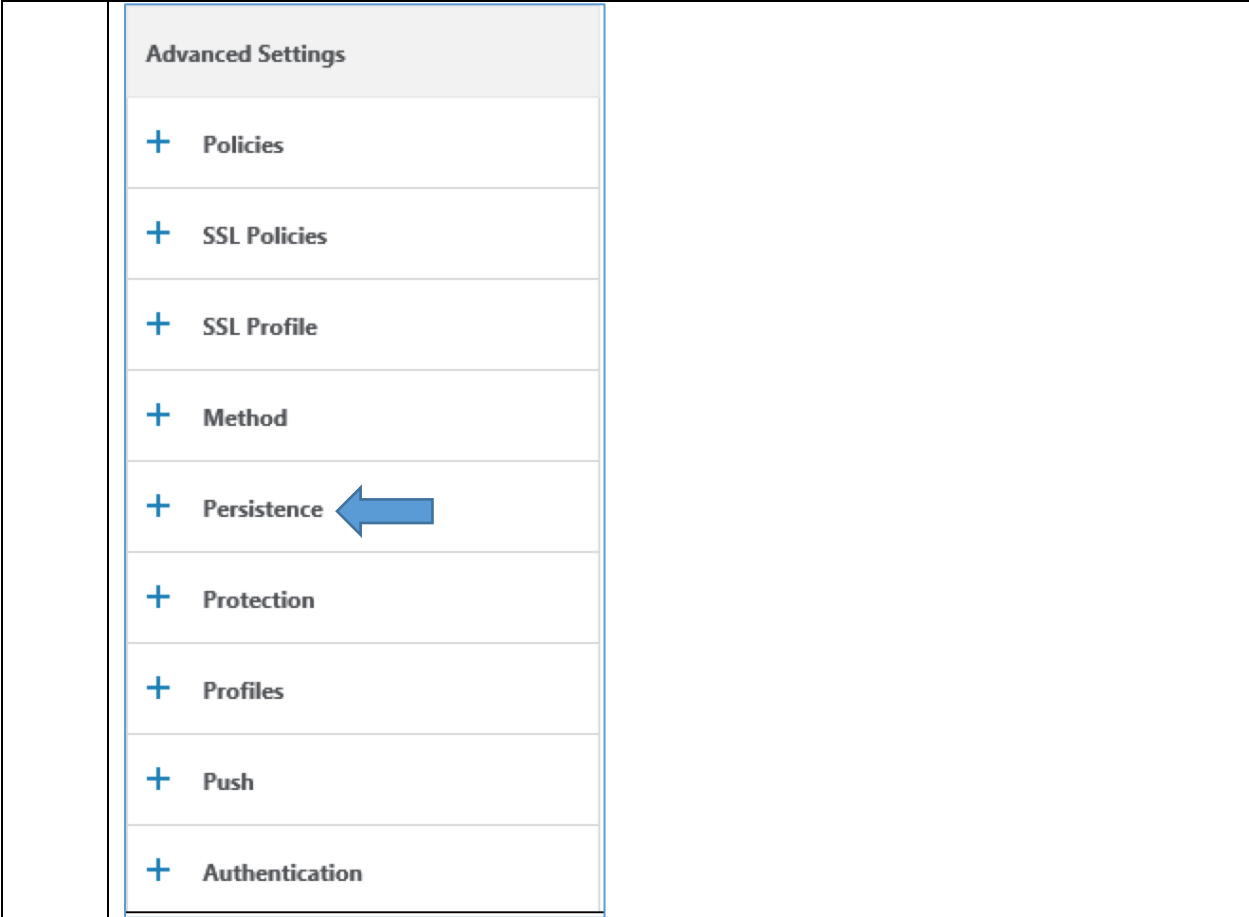 Advanced Settings
+ Policies
+ SSL Policies
+ SSL Profile
+ Method
+ Persistence
+ Protection
+ Profiles
+ Push
+ Authentication